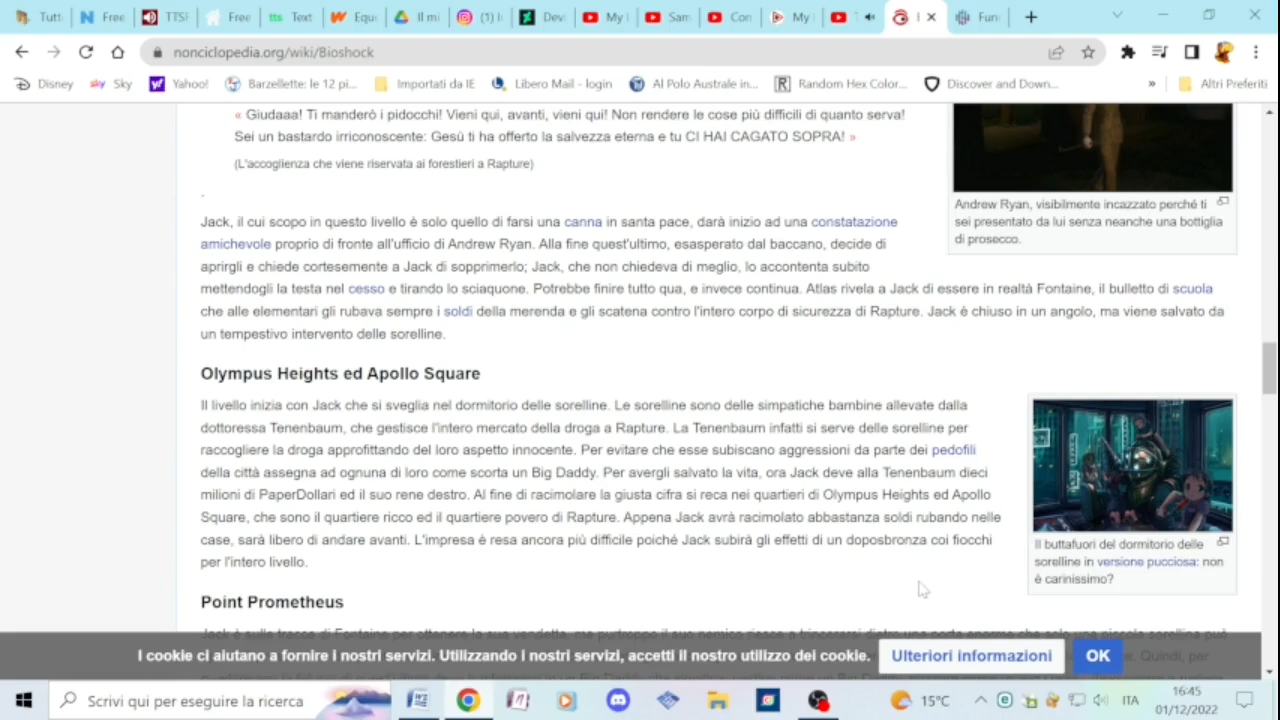 Tutt
Free
TTSF
Free
tts Text
Equ
Il mi
(1) I
Devi
My I
Sam
Con
My
Fun
nonciclopedia.org/wiki/Bioshock
Disney
sky Sky
Yahoo!
Barzellette: le 12 pi...
Importati da IE
Libero Mail - login
Al Polo Australe in...
Random Hex Color...
Discover and Down...
»
Altri Preferiti
« Giudaaa! Ti manderò i pidocchi! Vieni qui, avanti, vieni qui! Non rendere le cose più difficili di quanto serva!
Sei un bastardo irriconoscente: Gesù ti ha offerto la salvezza eterna e tu CI HAI CAGATO SOPRA! »
(L'accoglienza che viene riservata ai forestieri a Rapture)
Andrew Ryan, visibilmente incazzato perché ti
sei presentato da lui senza neanche una bottiglia
di prosecco.
Jack, il cui scopo in questo livello è solo quello di farsi una canna in santa pace, darà inizio ad una constatazione
amichevole proprio di fronte all'ufficio di Andrew Ryan. Alla fine quest'ultimo, esasperato dal baccano, decide di
aprirgli e chiede cortesemente a Jack di sopprimerlo; Jack, che non chiedeva di meglio, lo accontenta subito
mettendogli la testa nel cesso e tirando lo sciaquone. Potrebbe finire tutto qua, e invece continua. Atlas rivela a Jack di essere in realtà Fontaine, il bulletto di scuola
che alle elementari gli rubava sempre i soldi della merenda e gli scatena contro l'intero corpo di sicurezza di Rapture. Jack è chiuso in un angolo, ma viene salvato da
un tempestivo intervento delle sorelline.
Olympus Heights ed Apollo Square
Il livello inizia con Jack che si sveglia nel dormitorio delle sorelline. Le sorelline sono delle simpatiche bambine allevate dalla
dottoressa Tenenbaum, che gestisce l'intero mercato della droga a Rapture. La Tenenbaum infatti si serve delle sorelline per
raccogliere la droga approfittando del loro aspetto innocente. Per evitare che esse subiscano aggressioni da parte dei pedofili
della città assegna ad ognuna di loro come scorta un Big Daddy. Per avergli salvato la vita, ora Jack deve alla Tenenbaum dieci
milioni di PaperDollari ed il suo rene destro. Al fine di racimolare la giusta cifra si reca nei quartieri di Olympus Heights ed Apollo
Square, che sono il quartiere ricco ed il quartiere povero di Rapture. Appena Jack avrà racimolato abbastanza soldi rubando nelle
case, sarà libero di andare avanti. L'impresa è resa ancora più difficile poiché Jack subirà gli effetti di un doposbronza coi fiocchi
per l'intero livello.
Il buttafuori del dormitorio delle
sorelline in versione pucciosa: non
è carinissimo?
Point Prometheus
I cookie ci aiutano a fornire i nostri servizi. Utilizzando i nostri servizi, accetti il nostro utilizzo dei cookie.
Ulteriori informazioni
OK
Scrivi qui per eseguire la ricerca
15°C
ITA
16:45
01/12/2022